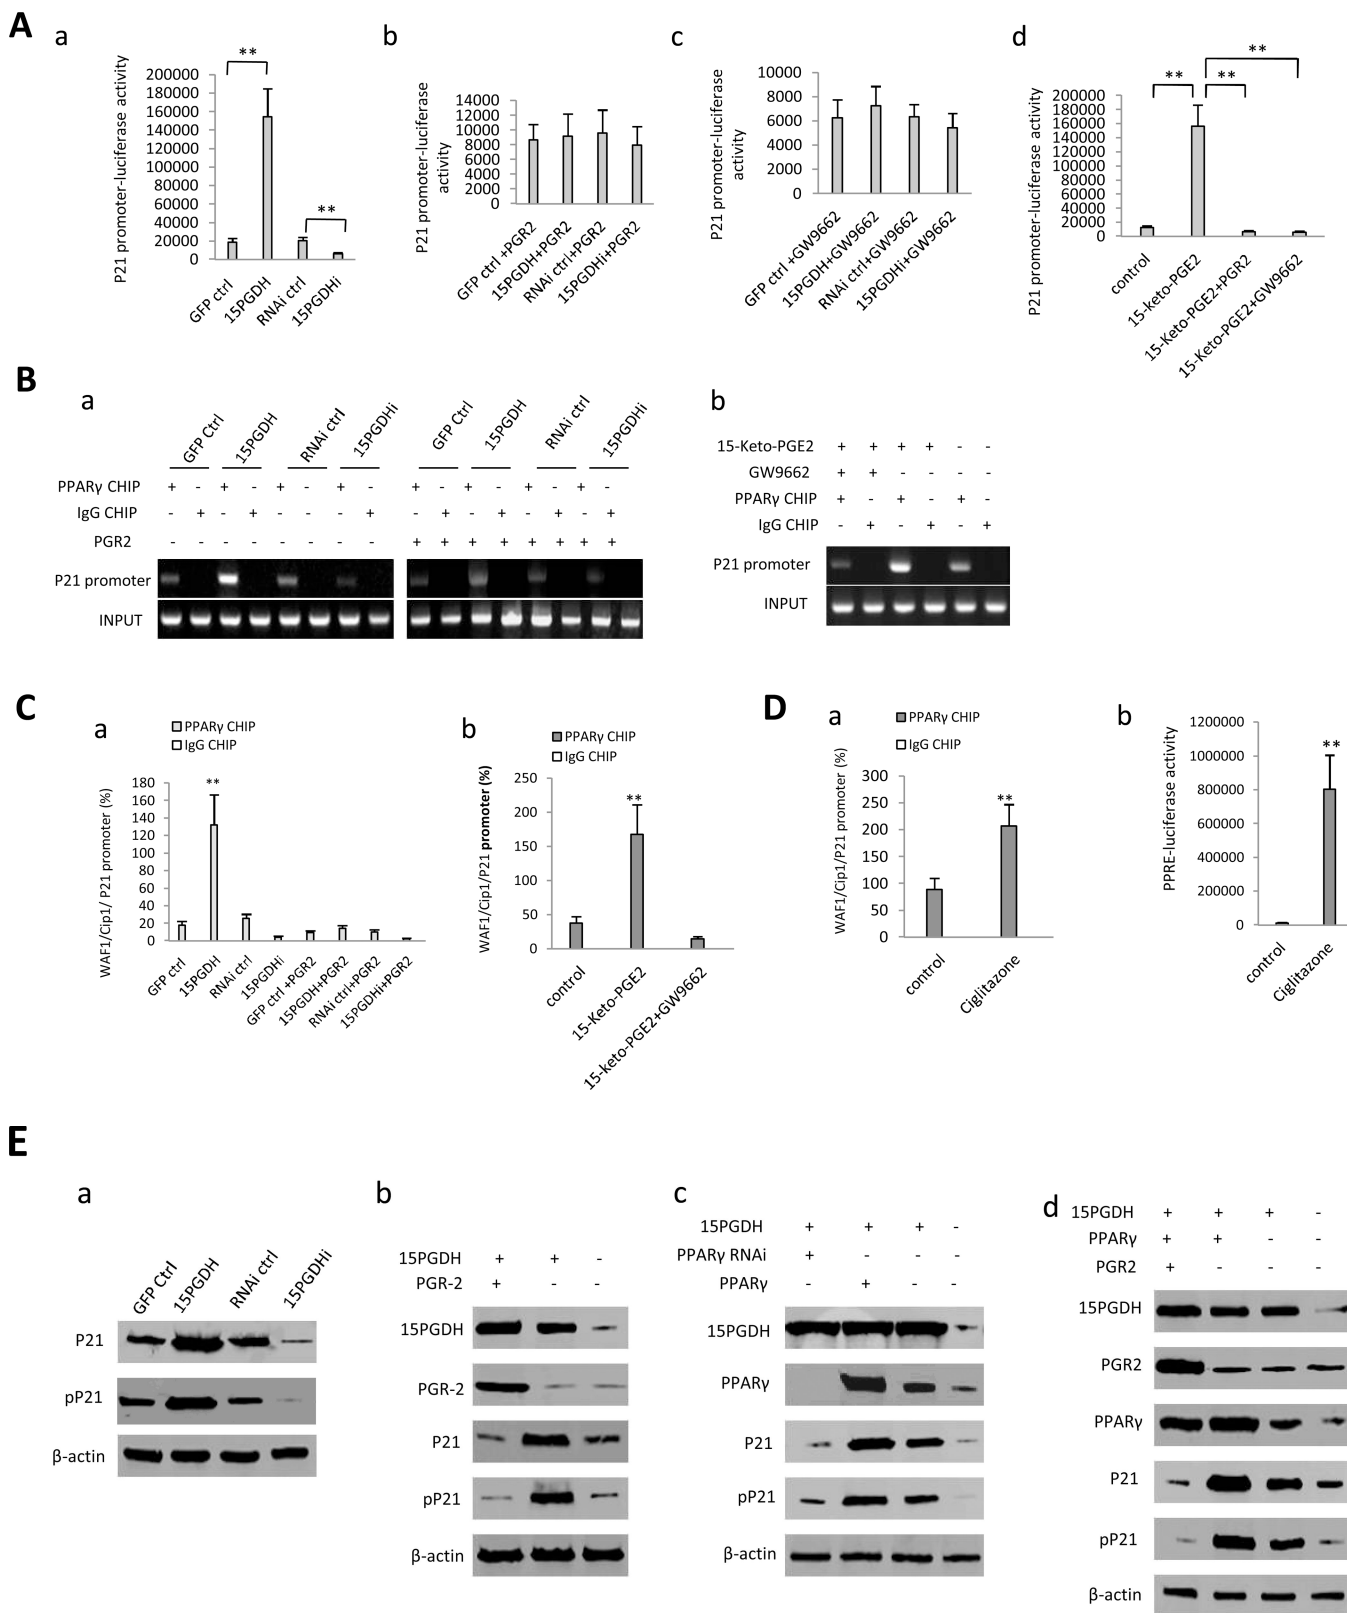 A
a
P21 promoter-luciferase activity
200000
180000
160000
140000
120000
100000
80000
60000
40000
20000
0
**
**
GFP ctrl
15PGDH
RNAi ctrl
15PGDHi
b
P21 promoter-luciferase
activity
14000
12000
10000
8000
6000
4000
2000
0
GFP ctrl+PGR2
15PGDH+PGR2
RNAi ctrl+PGR2
15PGDHi+PGR2
c
P21 promoter-luciferase
activity
10000
8000
6000
4000
2000
0
GFP ctrl +GW9662
15PGDH+GW9662
RNAi ctrl+GW9662
15PGDHi+GW9662
d
P21 promoter-luciferase activity
200000
180000
160000
140000
120000
100000
80000
60000
40000
20000
0
**
** **
control
15-keto-PGE2
15-Keto-PGE2+PGR2
15-Keto-PGE2+GW9662
B
a
GFP Ctrl 15PGDH RNAi ctrl 15PGDHi GFP Ctrl 15PGDH RNAi ctrl 15PGDHi
PPARγ CHIP + - + - + - + - + - + - + - + -
IgG CHIP - + - + - - - + - + - + - + - +
PGR2 - - - - - - - - + + + + + + + +
P21 promoter
INPUT
b
15-Keto-PGE2 + + + + - -
GW9662 + + - - - -
PPARγ CHIP + - + - + -
IgG CHIP - + - + - +
P21 promoter
INPUT
C
a
PPARγ CHIP
IgG CHIP
WAF1/Cip1/ P21 promoter (%)
180
160
140
120
100
80
60
40
20
0
**
GFP ctrl
15PGDH
RNAi ctrl
15PGDHi
GFP ctrl +PGR2
15PGDH+PGR2
RNAi ctrl+PGR2
15PGDHi+PGR2
b
PPARγ CHIP
IgG CHIP
WAF1/Cip1/P21 promoter (%)
250
200
150
100
50
0
**
control
15-Keto-PGE2
15-keto-PGE2+GW9662
D
a
PPARγ CHIP
IgG CHIP
WAF1/Cip1/P21 promoter (%)
300
250
200
150
100
50
0
**
control
Ciglitazone
b
PPRE-luciferase activity
1200000
1000000
800000
600000
400000
200000
0
**
control
Ciglitazone
E
a
GFP Ctrl 15PGDH RNAi ctrl 15PGDHi
P21
pP21
β-actin
b
15PGDH + + -
PGR-2 + - -
15PGDH
PGR-2
P21
pP21
β-actin
c
15PGDH + + + -
PPARγ RNAi + - - -
PPARγ - + - -
15PGDH
PPARγ
P21
pP21
β-actin
d
15PGDH + + + -
PPARγ + + - -
PGR2 + - - -
15PGDH
PGR2
PPARγ
P21
pP21
β-actin